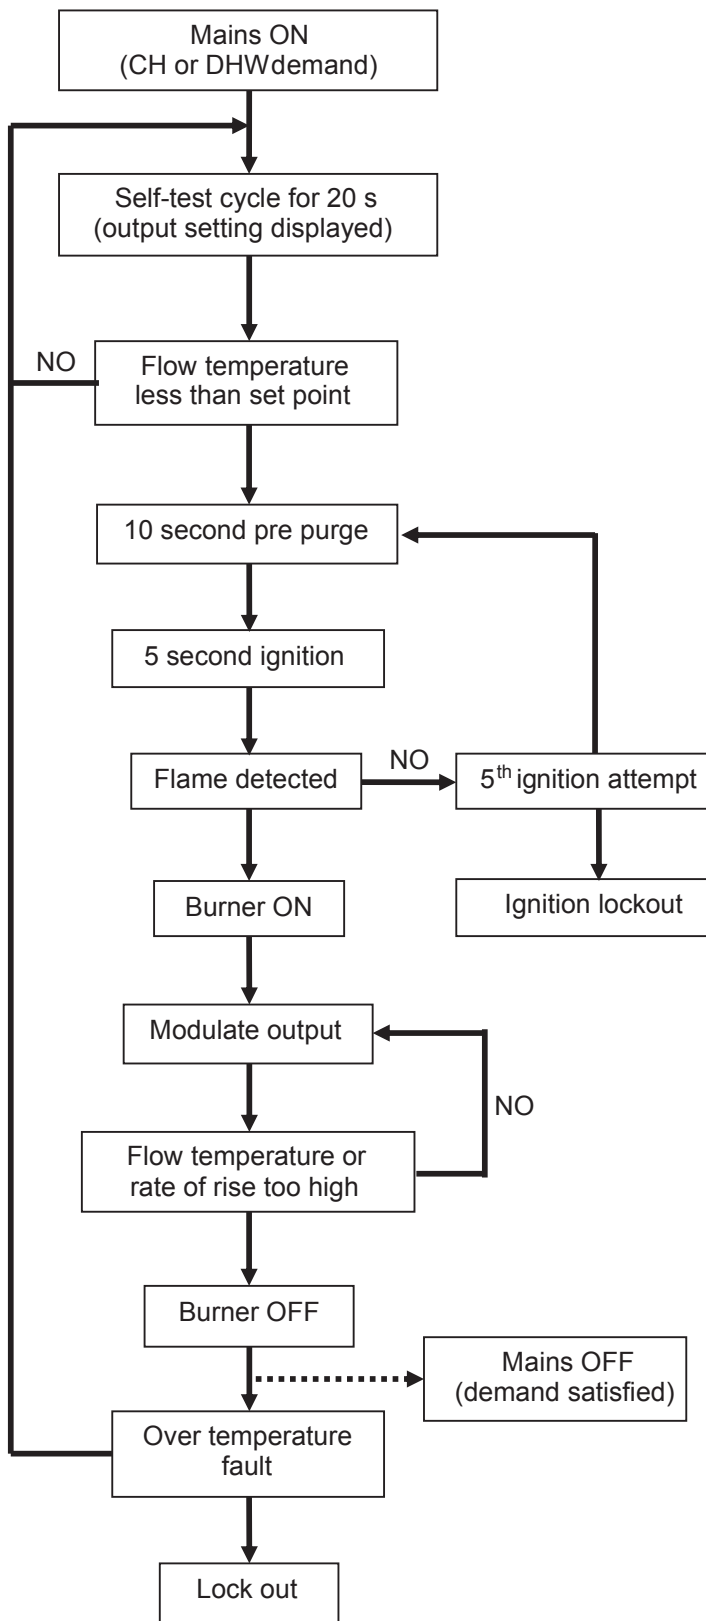 Mains ON
(CH or DHWdemand)
Self-test cycle for 20 s
(output setting displayed)
NO
Flow temperature
less than set point
10 second pre purge
5 second ignition
Flame detected
NO
5th ignition attempt
Burner ON
Ignition lockout
Modulate output
NO
Flow temperature or
rate of rise too high
Burner OFF
Mains OFF
(demand satisfied)
Over temperature
fault
Lock out